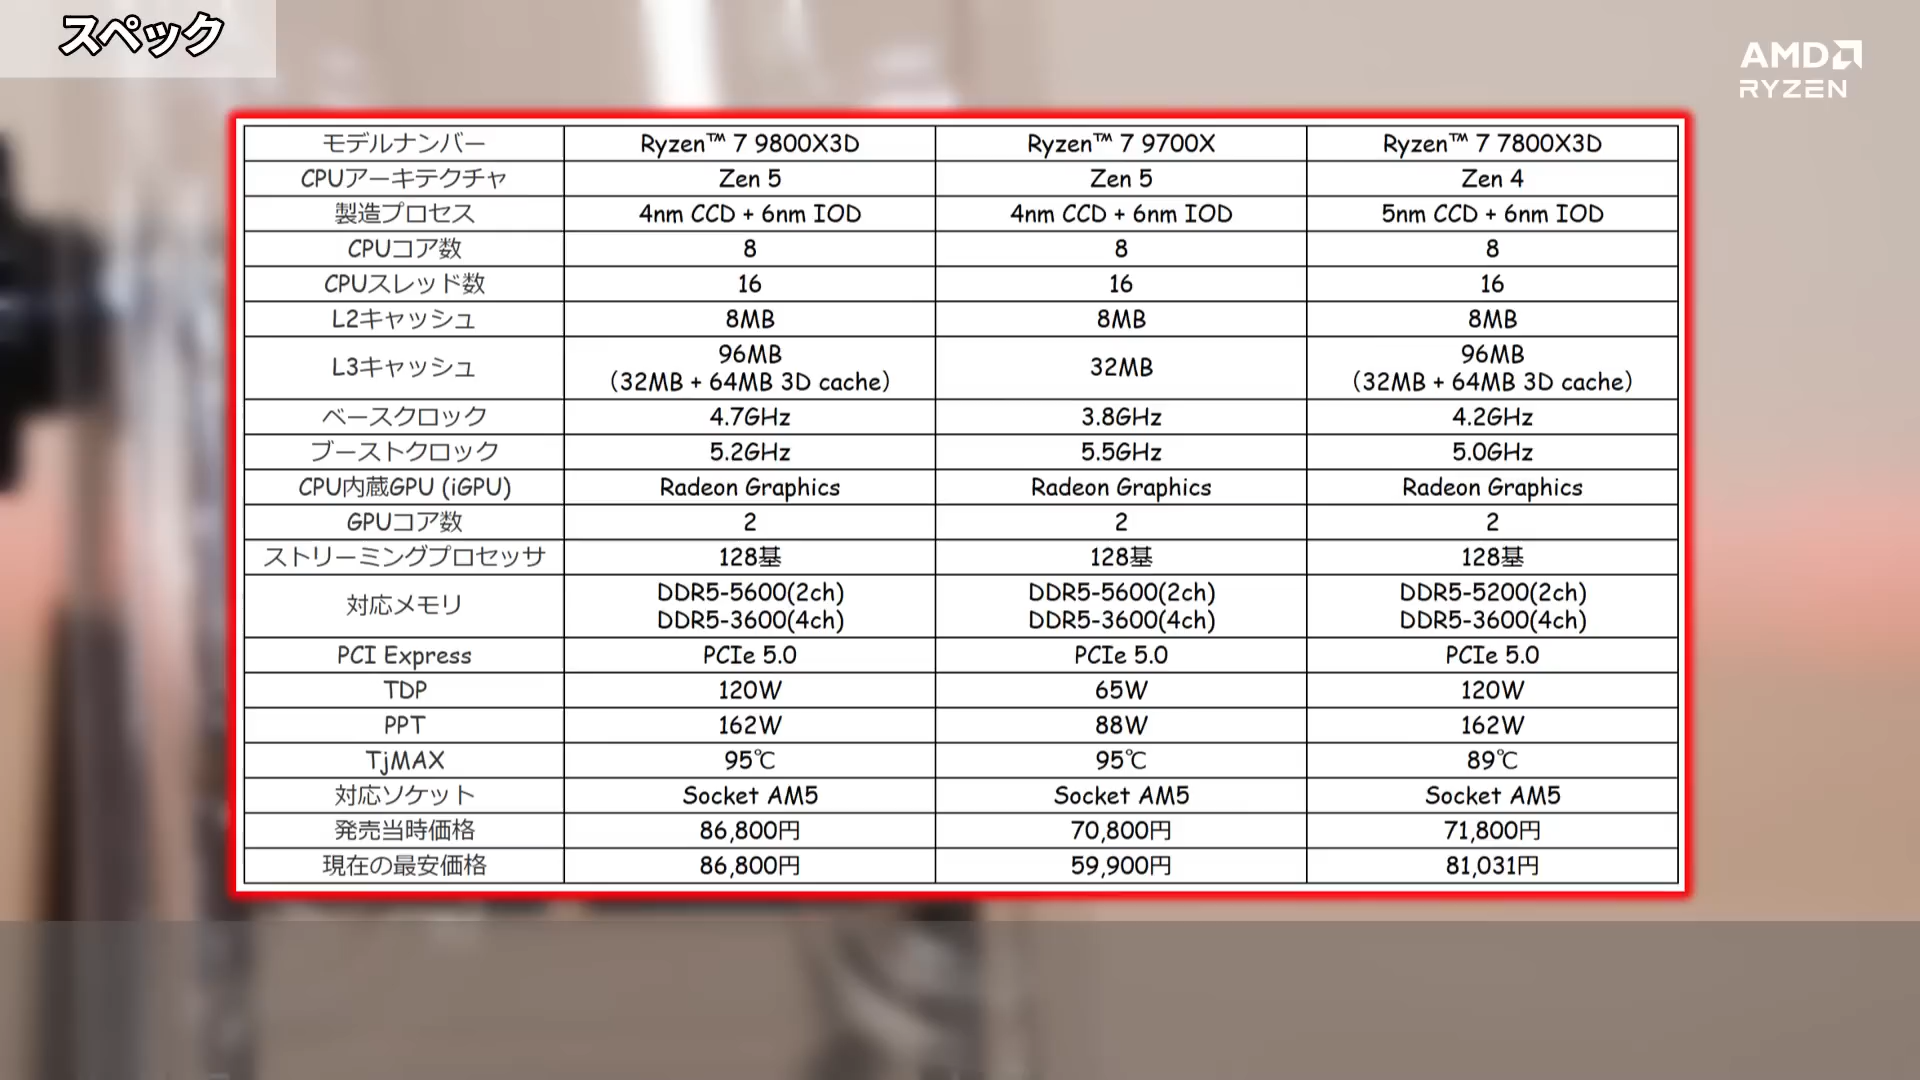 スペック
AMD
RYZEN
モデルナンバー Ryzen™ 7 9800X3D Ryzen™ 7 9700X Ryzen™ 7 7800X3D
CPUアーキテクチャ Zen 5 Zen 5 Zen 4
製造プロセス 4nm CCD + 6nm IOD 4nm CCD + 6nm IOD 5nm CCD + 6nm IOD
CPUコア数 8 8 8
CPUスレッド数 16 16 16
L2キャッシュ 8MB 8MB 8MB
L3キャッシュ 96MB (32MB + 64MB 3D cache) 32MB 96MB (32MB + 64MB 3D cache)
ベースクロック 4.7GHz 3.8GHz 4.2GHz
ブーストクロック 5.2GHz 5.5GHz 5.0GHz
CPU内蔵GPU (iGPU) Radeon Graphics Radeon Graphics Radeon Graphics
GPUコア数 2 2 2
ストリーミングプロセッサ 128基 128基 128基
対応メモリ DDR5-5600(2ch) DDR5-3600(4ch) DDR5-5600(2ch) DDR5-3600(4ch) DDR5-5200(2ch) DDR5-3600(4ch)
PCI Express PCIe 5.0 PCIe 5.0 PCIe 5.0
TDP 120W 65W 120W
PPT 162W 88W 162W
TjMAX 95℃ 95℃ 89℃
対応ソケット Socket AM5 Socket AM5 Socket AM5
発売当時価格 86,800円 70,800円 71,800円
現在の最安価格 86,800円 59,900円 81,031円